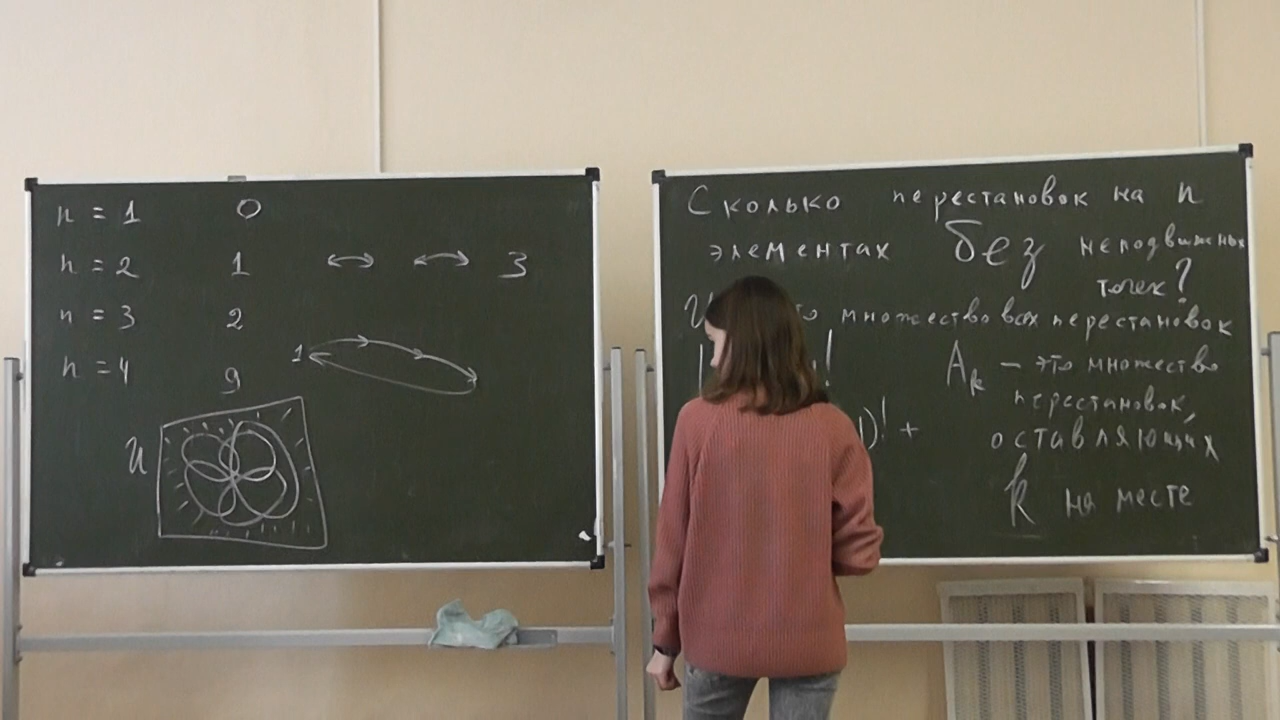 n = 1 0
n = 2 1 3
n = 3 2
n = 4 9
1
U
Сколько перестановок на n
элементах без неподвижных
точек?
U множество всех перестановок
! A_k – это множество
перестановок,
)! + оставляющих
k на месте